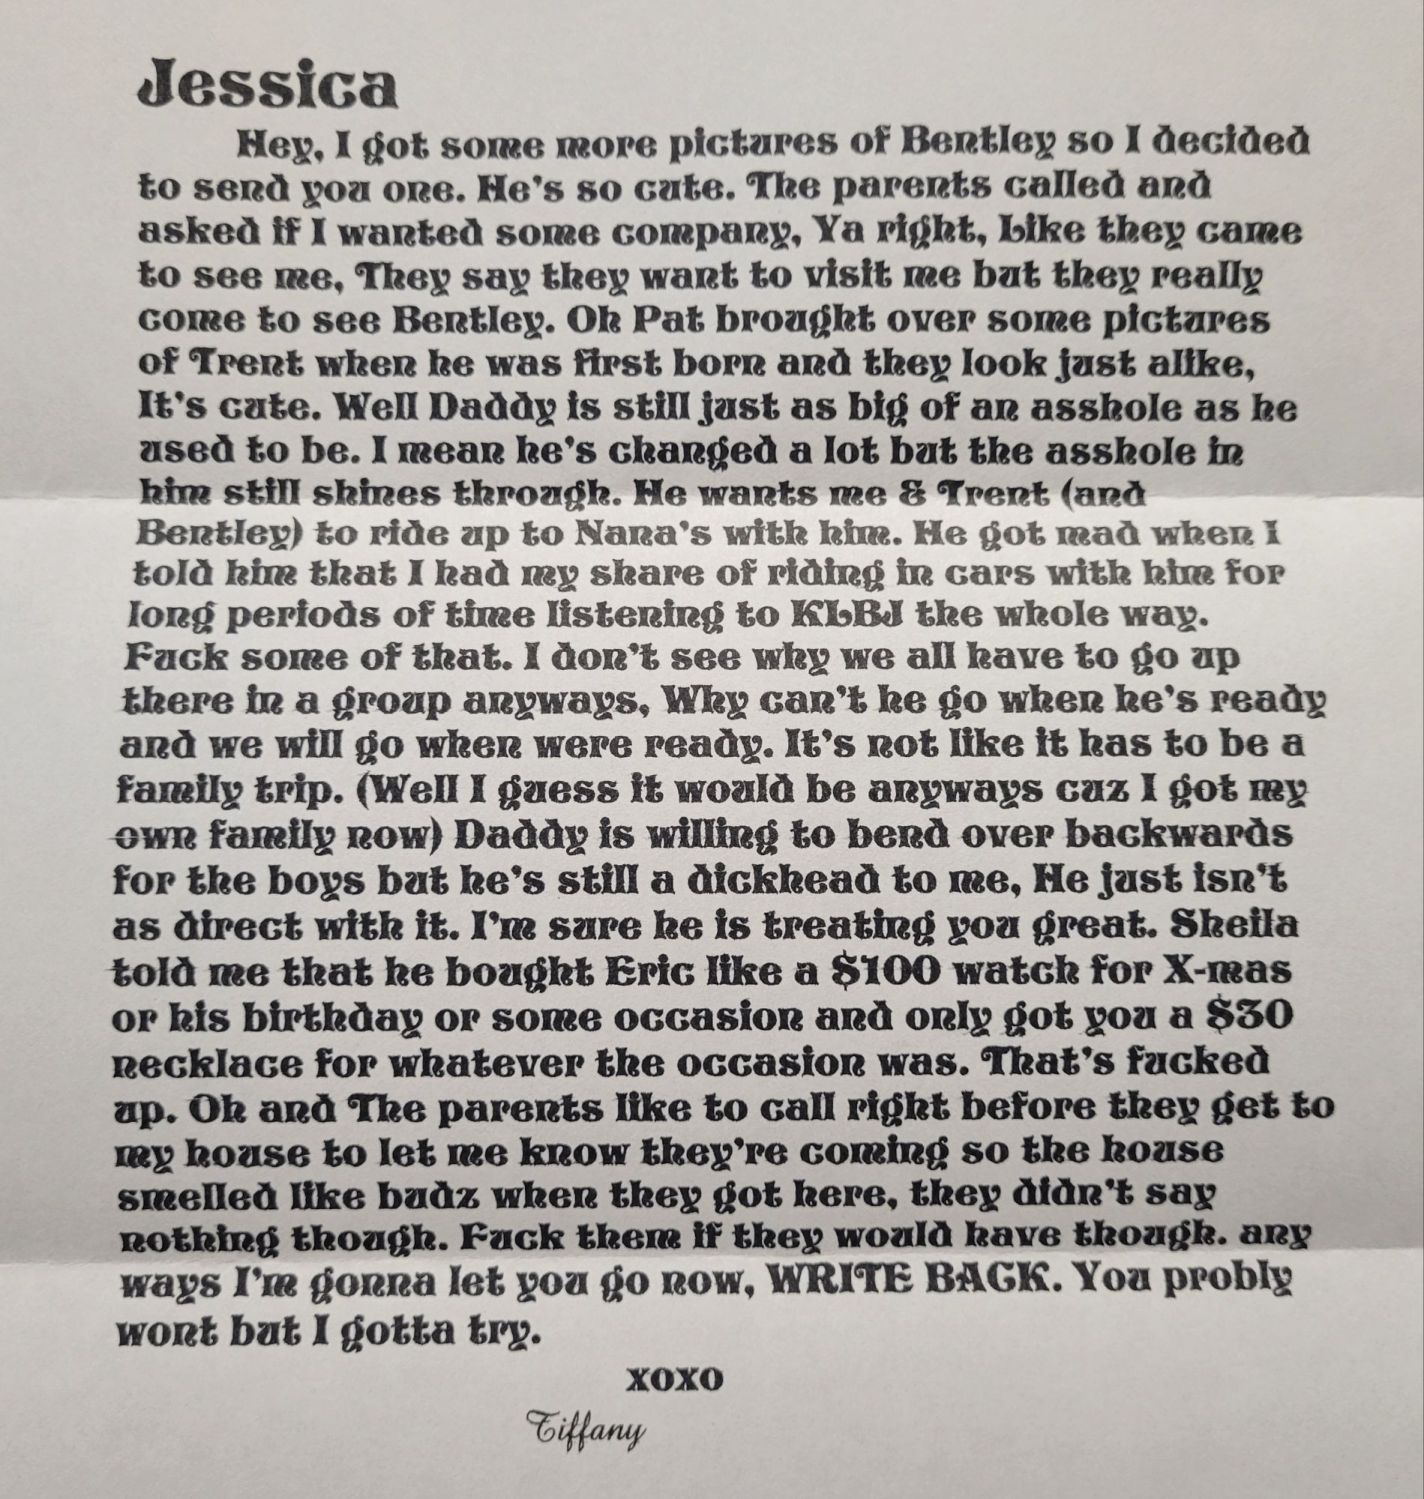 Jessica
Hey, I got some more pictures of Bentley so I decided
to send you one. He's so cute. The parents called and
asked if I wanted some company, Ya right, Like they came
to see me, They say they want to visit me but they really
come to see Bentley. Oh Pat brought over some pictures
of Trent when he was first born and they look just alike,
It's cute. Well Daddy is still just as big of an asshole as he
used to be. I mean he's changed a lot but the asshole in
him still shines through. He wants me & Trent (and
Bentley) to ride up to Nana's with him. He got mad when I
told him that I had my share of riding in cars with him for
long periods of time listening to KLBJ the whole way.
Fuck some of that. I don't see why we all have to go up
there in a group anyways, Why can't he go when he's ready
and we will go when were ready. It's not like it has to be a
family trip. (Well I guess it would be anyways cuz I got my
own family now) Daddy is willing to bend over backwards
for the boys but he's still a dickhead to me, He just isn't
as direct with it. I'm sure he is treating you great. Sheila
told me that he bought Eric like a $100 watch for X-mas
or his birthday or some occasion and only got you a $30
necklace for whatever the occasion was. That's fucked
up. Oh and The parents like to call right before they get to
my house to let me know they're coming so the house
smelled like budz when they got here, they didn't say
nothing though. Fuck them if they would have though. any
ways I'm gonna let you go now, WRITE BACK. You probly
wont but I gotta try.
xoxo
Tiffany